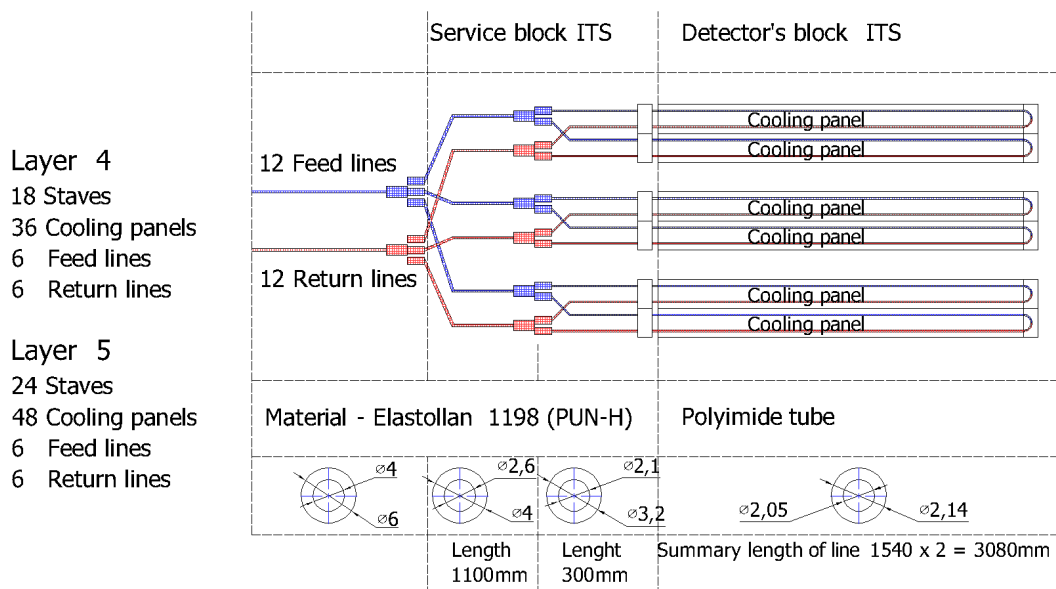 Service block ITS
Detector's block ITS
Layer 4
18 Staves
36 Cooling panels
6 Feed lines
6 Return lines
Layer 5
24 Staves
48 Cooling panels
6 Feed lines
6 Return lines
12 Feed lines
12 Return lines
Cooling panel
Cooling panel
Cooling panel
Cooling panel
Cooling panel
Cooling panel
Material - Elastollan 1198 (PUN-H)
Polyimide tube
⌀4
⌀6
⌀2,6
⌀4
⌀2,1
⌀3,2
⌀2,05
⌀2,14
Length
1100mm
Lenght
300mm
Summary length of line 1540 x 2 = 3080mm